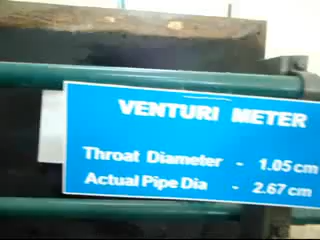 VENTURI METER
Throat Diameter - 1.05 cm
Actual Pipe Dia - 2.67 cm